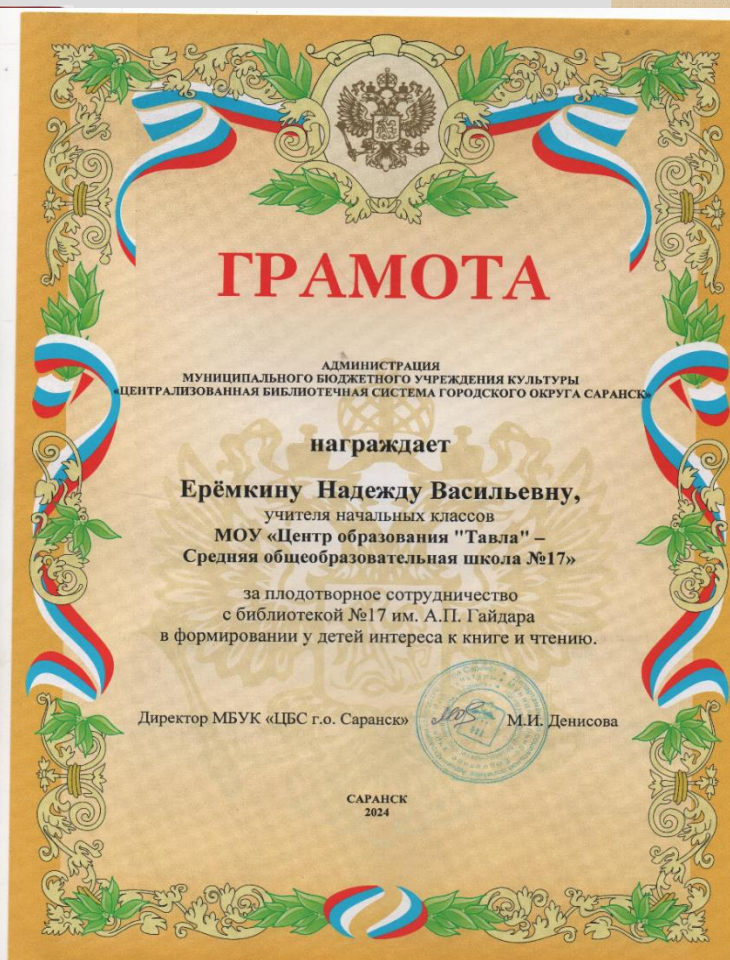 ГРАМОТА
АДМИНИСТРАЦИЯ
МУНИЦИПАЛЬНОГО БЮДЖЕТНОГО УЧРЕЖДЕНИЯ КУЛЬТУРЫ
«ЦЕНТРАЛИЗОВАННАЯ БИБЛИОТЕЧНАЯ СИСТЕМА ГОРОДСКОГО ОКРУГА САРАНСК»
награждает
Ерёмкину Надежду Васильевну,
учителя начальных классов
МОУ «Центр образования "Тавла" –
Средняя общеобразовательная школа №17»
за плодотворное сотрудничество
с библиотекой №17 им. А.П. Гайдара
в формировании у детей интереса к книге и чтению.
Директор МБУК «ЦБС г.о. Саранск» М.И. Денисова
САРАНСК
2024